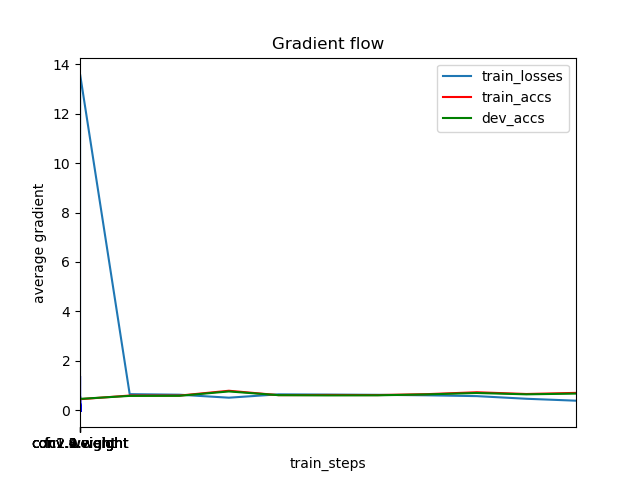 Gradient flow
train_losses
train_accs
dev_accs
average gradient
14
12
10
8
6
4
2
0
train_steps